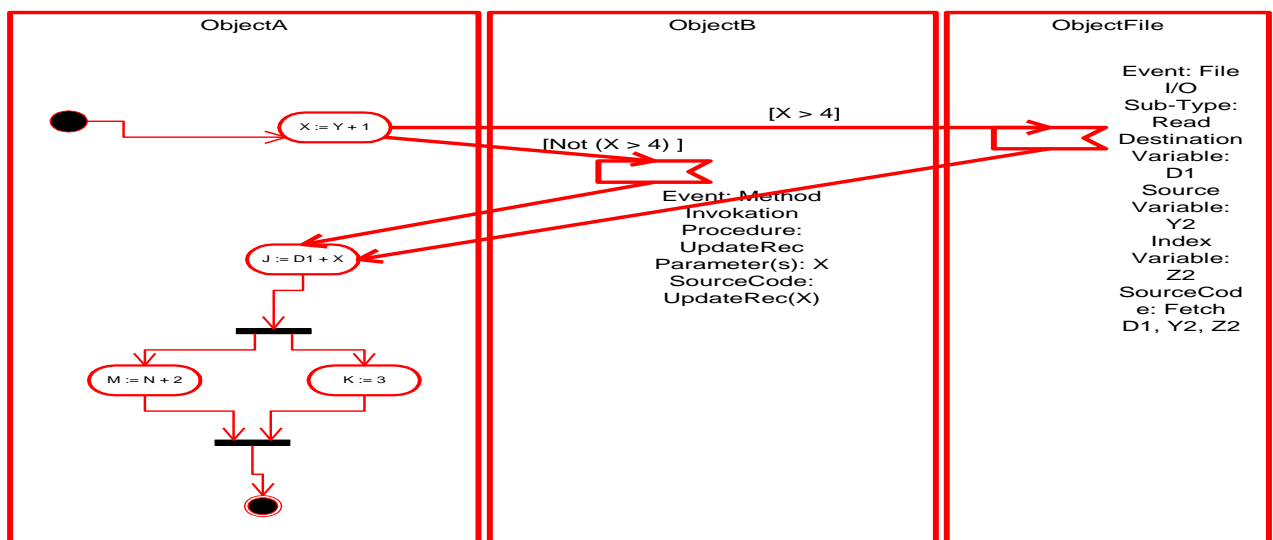 ObjectA
ObjectB
ObjectFile
X := Y + 1
[X > 4]
[Not (X > 4) ]
Event: File
I/O
Sub-Type:
Read
Destination
Variable:
D1
Source
Variable:
Y2
Index
Variable:
Z2
SourceCod
e: Fetch
D1, Y2, Z2
Event: Method
Invokation
Procedure:
UpdateRec
Parameter(s): X
SourceCode:
UpdateRec(X)
J := D1 + X
M := N + 2
K := 3